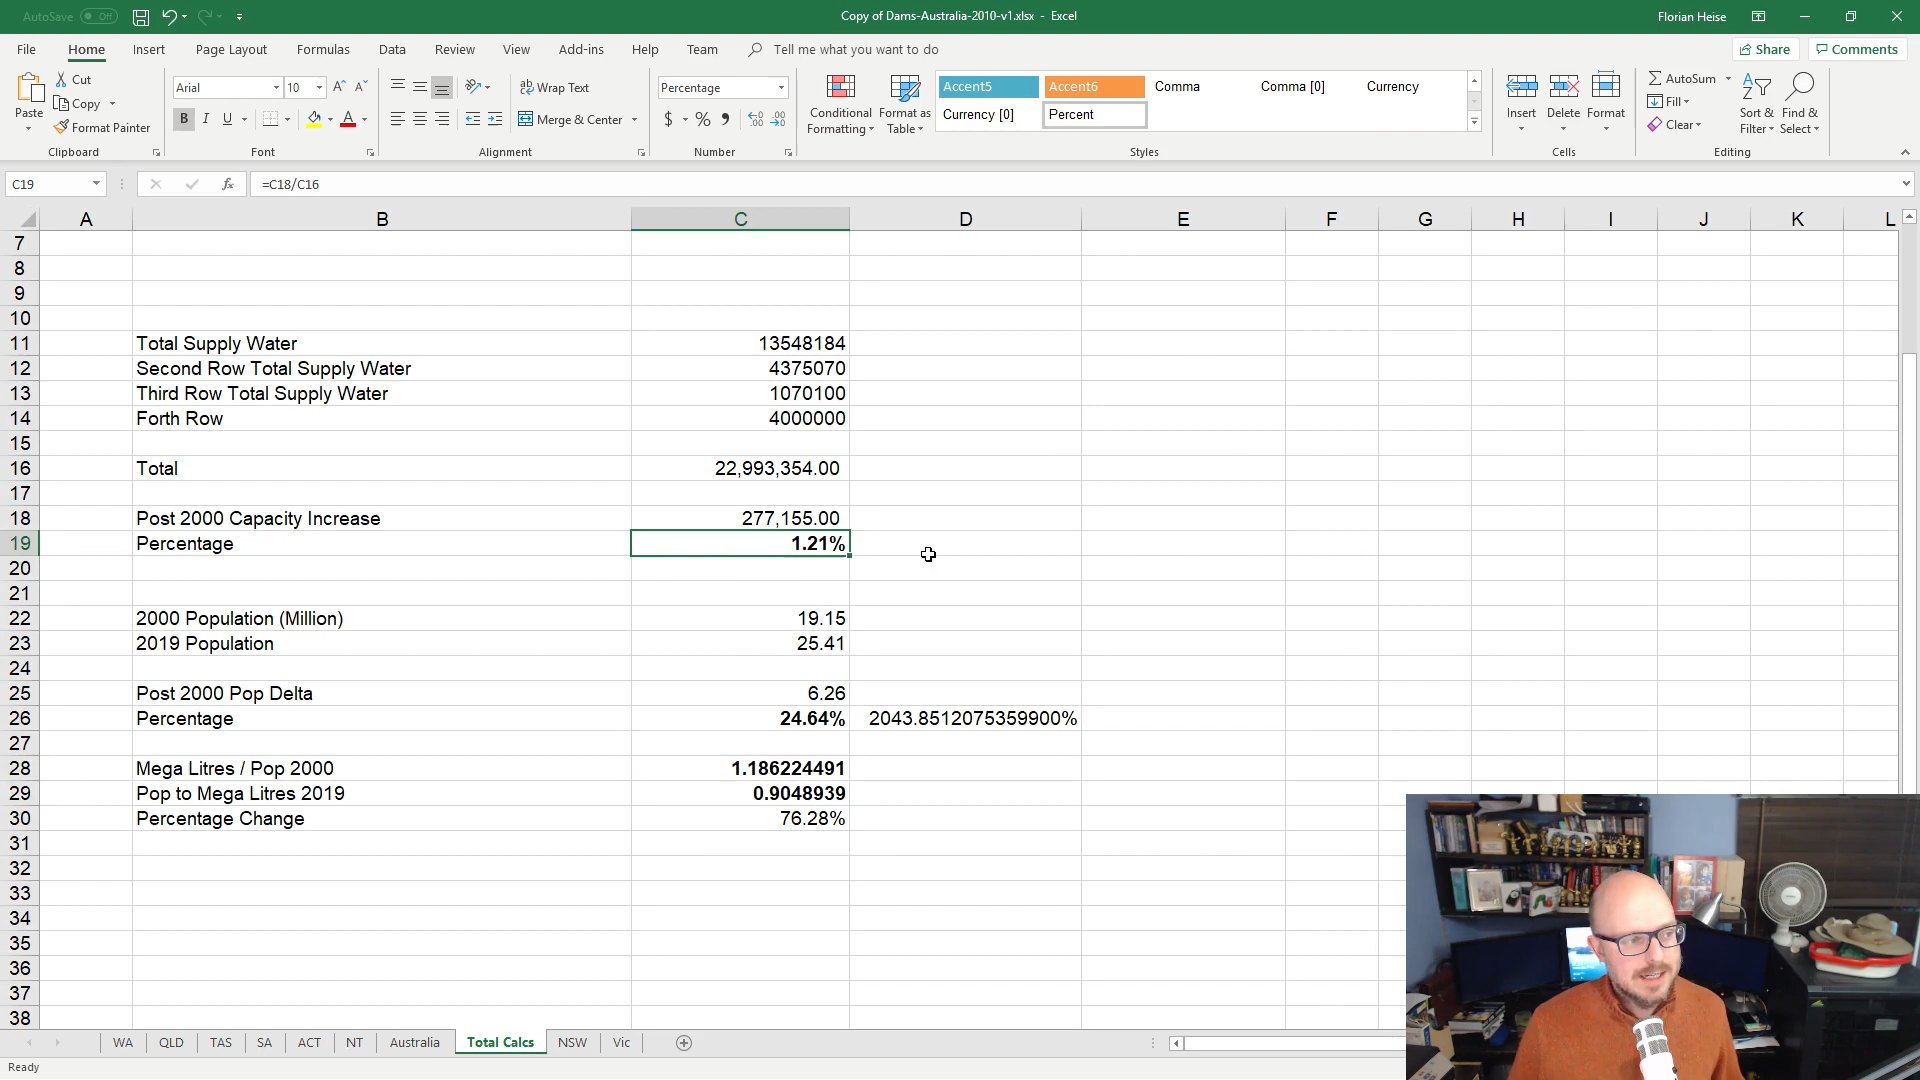 AutoSave Off
Copy of Dams-Australia-2010-v1.xlsx - Excel
Florian Heise
File Home Insert Page Layout Formulas Data Review View Add-ins Help Team Tell me what you want to do
Share Comments
Paste
Cut
Copy
Format Painter
Clipboard
Arial 10
B I U
Font
Wrap Text
Merge & Center
Alignment
Percentage
$ % ,
Number
Conditional Formatting
Format as Table
Accent5 Accent6 Comma Comma [0] Currency
Currency [0] Percent
Styles
Insert Delete Format
Cells
AutoSum
Fill
Clear
Sort & Filter
Find & Select
Editing
C19 fx =C18/C16
A B C D E F G H I J K L
7
8
9
10
11 Total Supply Water 13548184
12 Second Row Total Supply Water 4375070
13 Third Row Total Supply Water 1070100
14 Forth Row 4000000
15
16 Total 22,993,354.00
17
18 Post 2000 Capacity Increase 277,155.00
19 Percentage 1.21%
20
21
22 2000 Population (Million) 19.15
23 2019 Population 25.41
24
25 Post 2000 Pop Delta 6.26
26 Percentage 24.64% 2043.8512075359900%
27
28 Mega Litres / Pop 2000 1.186224491
29 Pop to Mega Litres 2019 0.9048939
30 Percentage Change 76.28%
31
32
33
34
35
36
37
38
WA QLD TAS SA ACT NT Australia Total Calcs NSW Vic
Ready